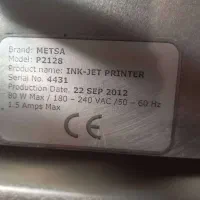 Brand: METSA
Model: P2128
Product name: INK-JET PRINTER
Serial No. 4431
Production Date. 22 SEP 2012
80 W Max / 180 - 240 VAC /50 - 60 Hz
1.5 Amps Max
CE